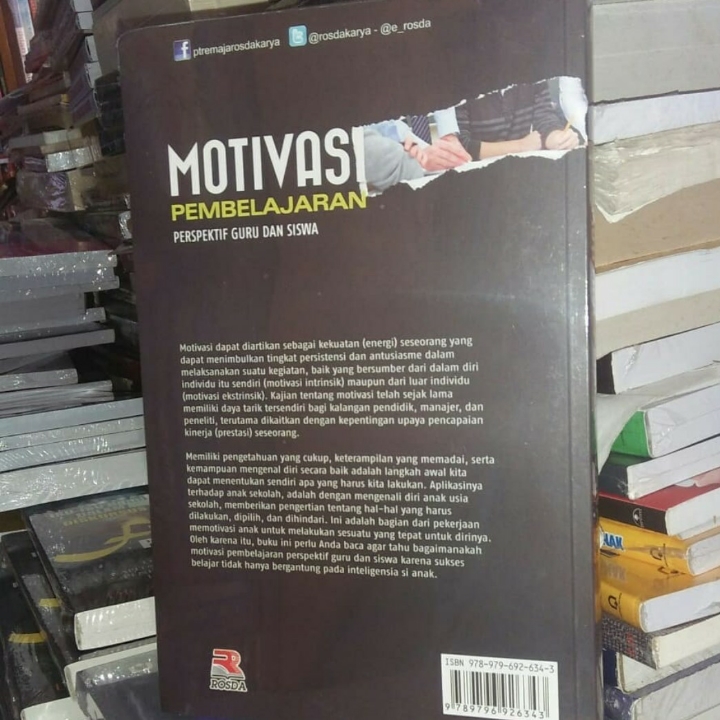 ptremajarosdakarya
@rosdakarya - @e_rosda
MOTIVASI
PEMBELAJARAN
PERSPEKTIF GURU DAN SISWA
Motivasi dapat diartikan sebagai kekuatan (energi) seseorang yang
dapat menimbulkan tingkat persistensi dan antusiasme dalam
melaksanakan suatu kegiatan, baik yang bersumber dari dalam diri
individu itu sendiri (motivasi intrinsik) maupun dari luar individu
(motivasi ekstrinsik). Kajian tentang motivasi telah sejak lama
memiliki daya tarik tersendiri bagi kalangan pendidik, manajer, dan
peneliti, terutama dikaitkan dengan kepentingan upaya pencapaian
kinerja (prestasi) seseorang.
Memiliki pengetahuan yang cukup, keterampilan yang memadai, serta
kemampuan mengenal diri secara baik adalah langkah awal kita
dapat menentukan sendiri apa yang harus kita lakukan. Aplikasinya
terhadap anak sekolah, adalah dengan mengenali diri anak usia
sekolah, memberikan pengertian tentang hal-hal yang harus
dilakukan, dipilih, dan dihindari. Ini adalah bagian dari pekerjaan
memotivasi anak untuk melakukan sesuatu yang tepat untuk dirinya.
Oleh karena itu, buku ini perlu Anda baca agar tahu bagaimanakah
motivasi pembelajaran perspektif guru dan siswa karena sukses
belajar tidak hanya bergantung pada inteligensia si anak.
ROSDA
ISBN 978-979-692-634-3
9 789796 926343